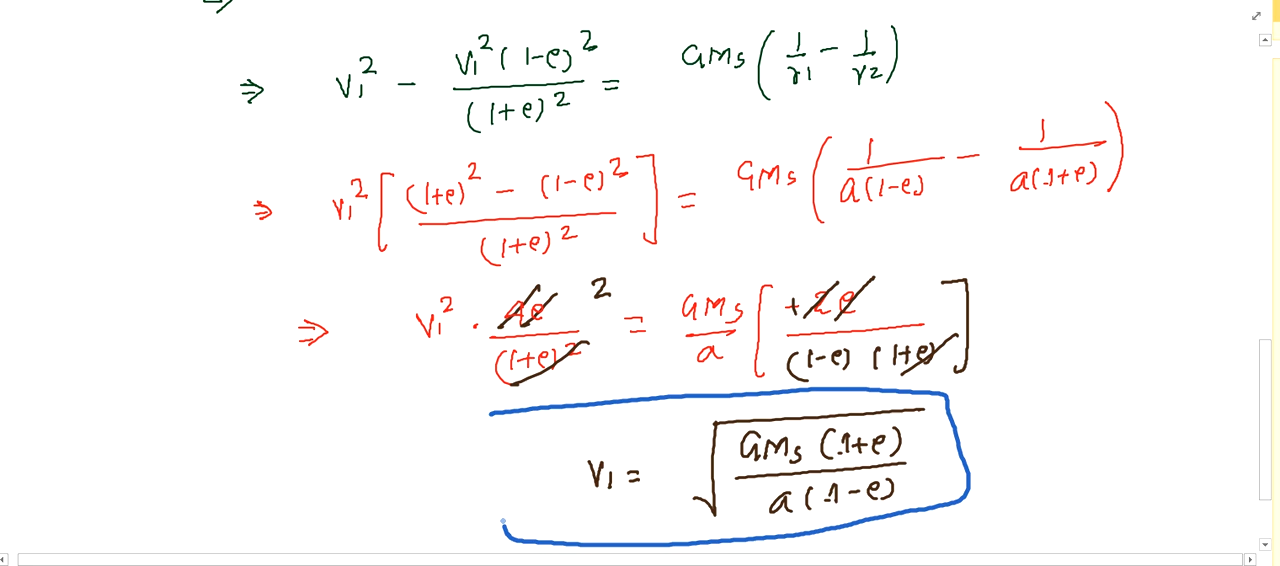 ⇒ V₁² - V₁²(1-e)² / (1+e)² = GMs (1/r1 - 1/r2)
⇒ V₁² [ (1+e)² - (1-e)² / (1+e)² ] = GMs ( 1 / a(1-e) - 1 / a(1+e) )
⇒ V₁² · 4e / (1+e)² 2 = GMs / a [ +2e / (1-e) (1+e) ]
V₁ = √( GMs (1+e) / a(1-e) )